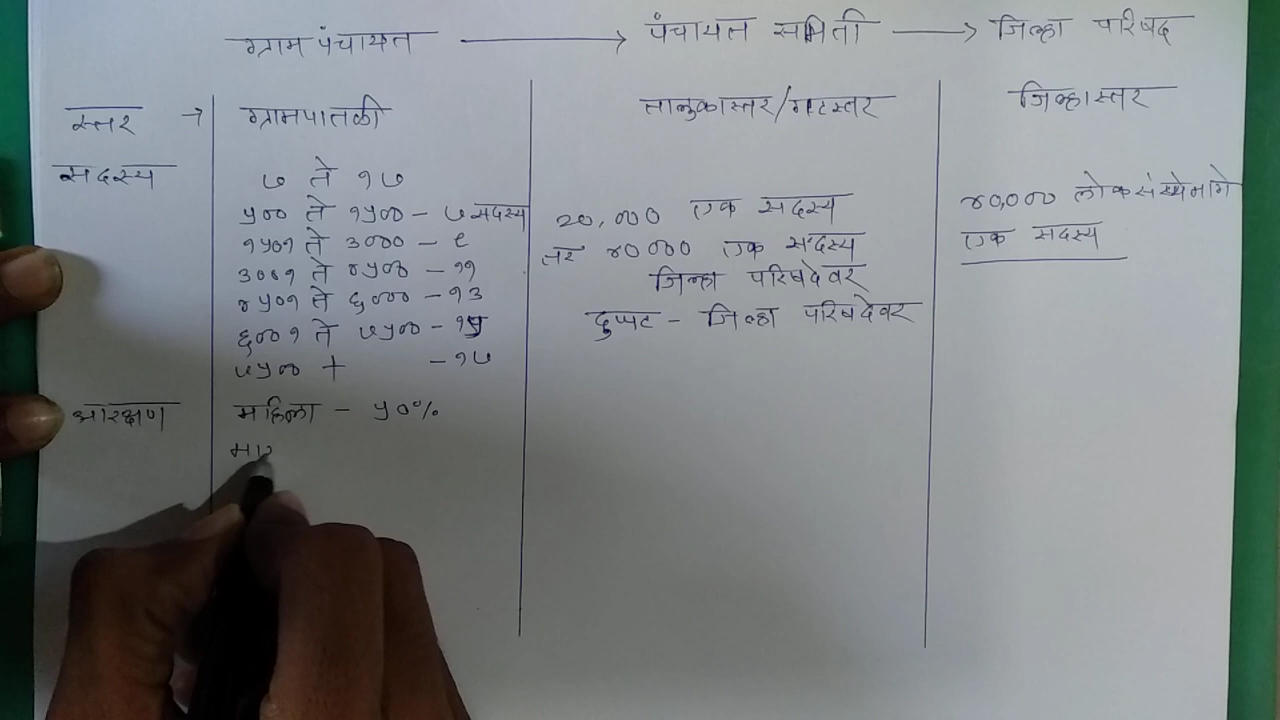 ग्रामपंचायत → पंचायत समिती → जिल्हा परिषद
स्तर → ग्रामपातळी
तालुकास्तर/गटस्तर
जिल्हास्तर
सदस्य
७ ते १७
५०० ते १५०० - ७ सदस्य
१५०१ ते ३००० - ९
३००१ ते ४५०० - ११
४५०१ ते ६००० - १३
६००१ ते ७५०० - १५
७५०० + - १७
२०,००० एक सदस्य
तर ४०००० एक सदस्य
जिल्हा परिषदेवर
दुप्पट - जिल्हा परिषदेवर
४०,००० लोकसंख्येमागे
एक सदस्य
आरक्षण
महिला - ५०%